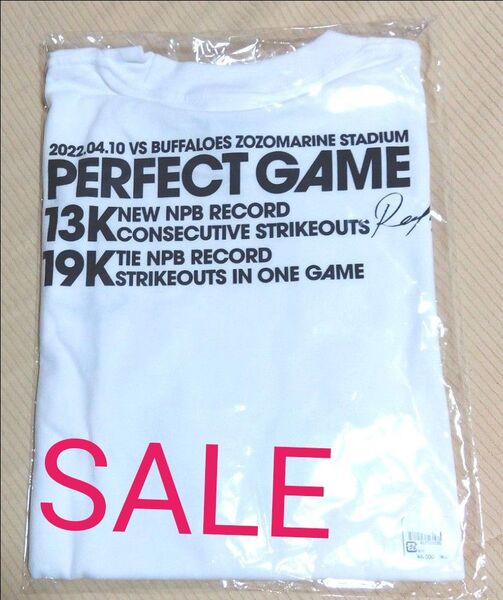 2022.04.10 VS BUFFALOES ZOZOMARINE STADIUM
PERFECT GAME
13K NEW NPB RECORD
CONSECUTIVE STRIKEOUTS
19K TIE NPB RECORD
STRIKEOUTS IN ONE GAME
SALE